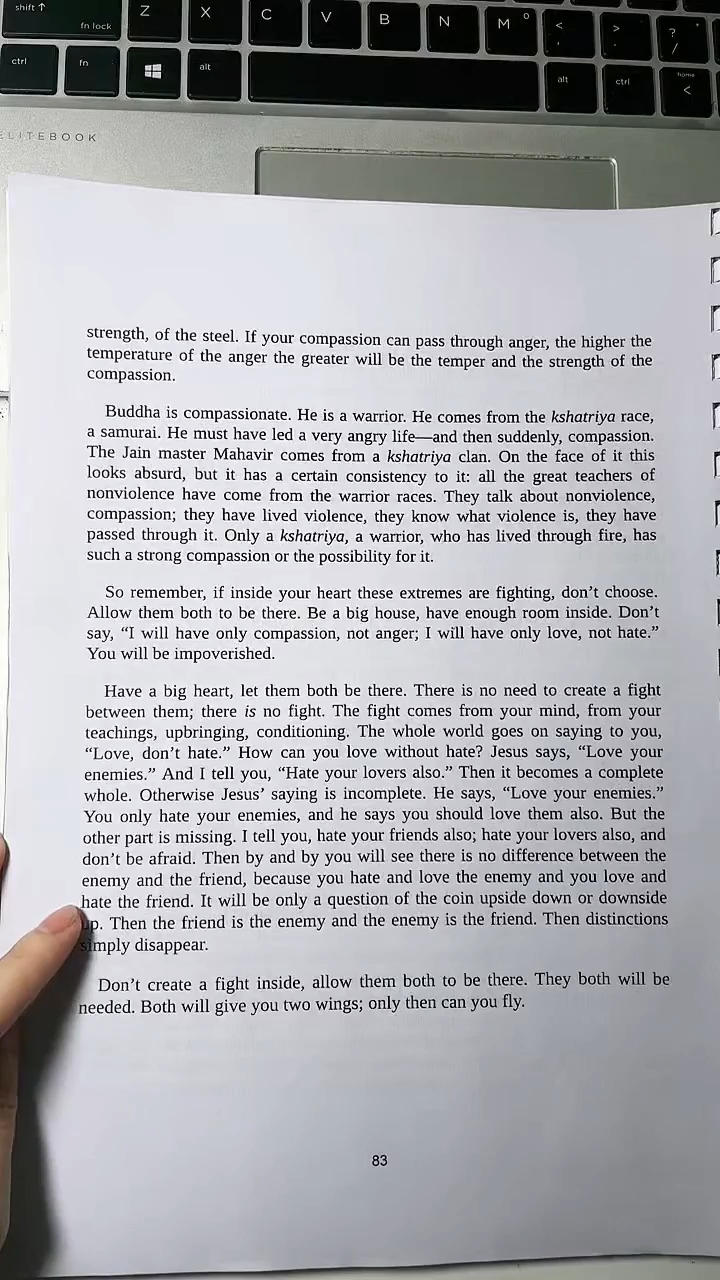 shift ↑
fn lock
Z
X
C
V
B
N
M
<
,
>
.
?
/
ctrl
fn
alt
alt
ctrl
home
<
ELITEBOOK
strength, of the steel. If your compassion can pass through anger, the higher the
temperature of the anger the greater will be the temper and the strength of the
compassion.
Buddha is compassionate. He is a warrior. He comes from the kshatriya race,
a samurai. He must have led a very angry life—and then suddenly, compassion.
The Jain master Mahavir comes from a kshatriya clan. On the face of it this
looks absurd, but it has a certain consistency to it: all the great teachers of
nonviolence have come from the warrior races. They talk about nonviolence,
compassion; they have lived violence, they know what violence is, they have
passed through it. Only a kshatriya, a warrior, who has lived through fire, has
such a strong compassion or the possibility for it.
So remember, if inside your heart these extremes are fighting, don’t choose.
Allow them both to be there. Be a big house, have enough room inside. Don’t
say, “I will have only compassion, not anger; I will have only love, not hate.”
You will be impoverished.
Have a big heart, let them both be there. There is no need to create a fight
between them; there is no fight. The fight comes from your mind, from your
teachings, upbringing, conditioning. The whole world goes on saying to you,
“Love, don’t hate.” How can you love without hate? Jesus says, “Love your
enemies.” And I tell you, “Hate your lovers also.” Then it becomes a complete
whole. Otherwise Jesus’ saying is incomplete. He says, “Love your enemies.”
You only hate your enemies, and he says you should love them also. But the
other part is missing. I tell you, hate your friends also; hate your lovers also, and
don’t be afraid. Then by and by you will see there is no difference between the
enemy and the friend, because you hate and love the enemy and you love and
hate the friend. It will be only a question of the coin upside down or downside
up. Then the friend is the enemy and the enemy is the friend. Then distinctions
simply disappear.
Don’t create a fight inside, allow them both to be there. They both will be
needed. Both will give you two wings; only then can you fly.
83